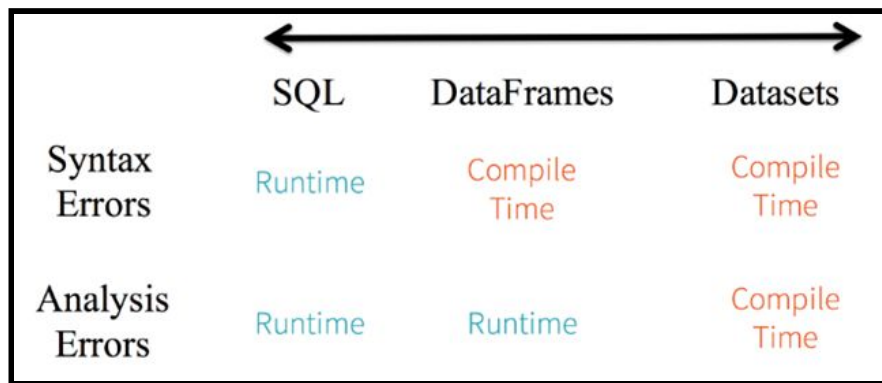 SQL DataFrames Datasets
Syntax Errors Runtime Compile Time Compile Time
Analysis Errors Runtime Runtime Compile Time